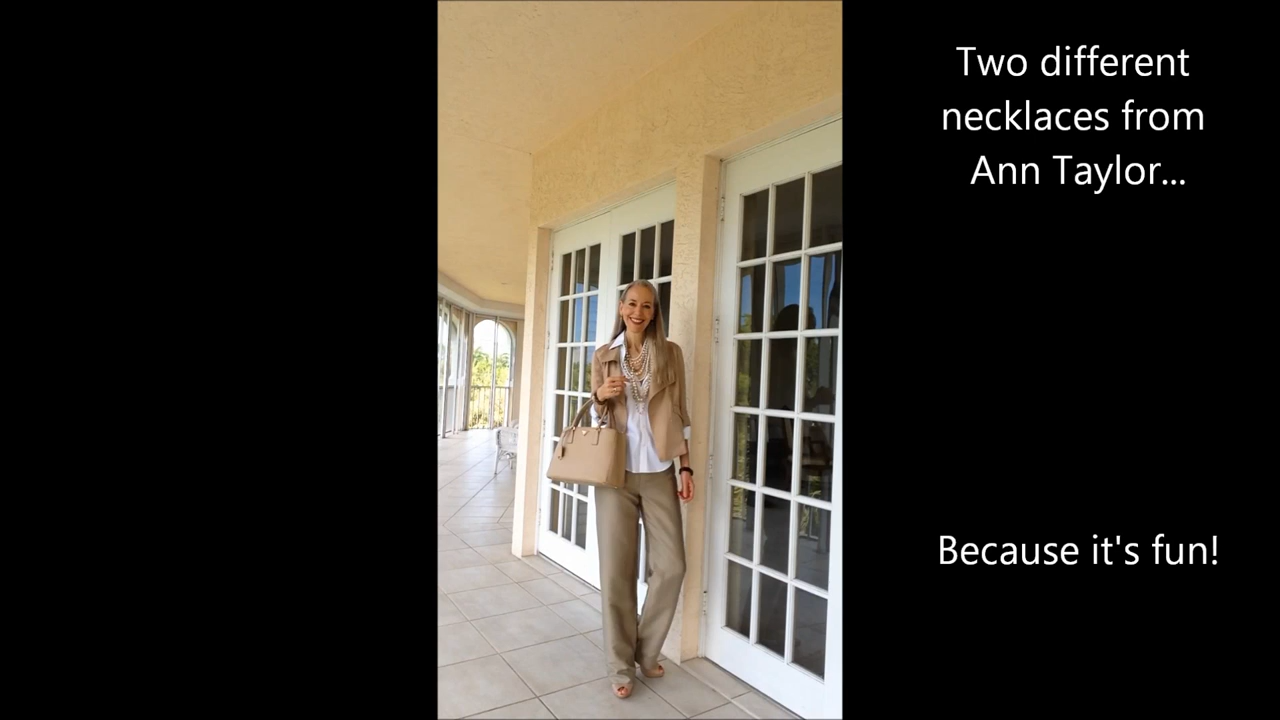 Two different
necklaces from
Ann Taylor...
Because it's fun!